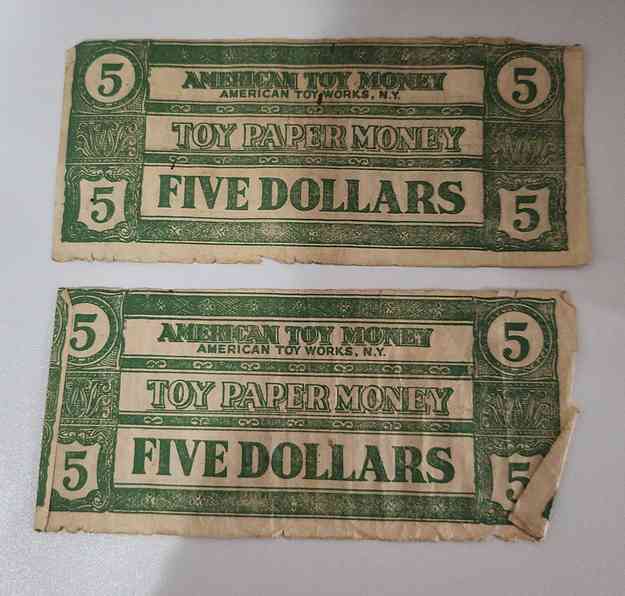 5 5
AMERICAN TOY MONEY
AMERICAN TOY WORKS, N.Y.
TOY PAPER MONEY
5 FIVE DOLLARS 5
5 5
AMERICAN TOY MONEY
AMERICAN TOY WORKS, N.Y.
TOY PAPER MONEY
5 FIVE DOLLARS 5